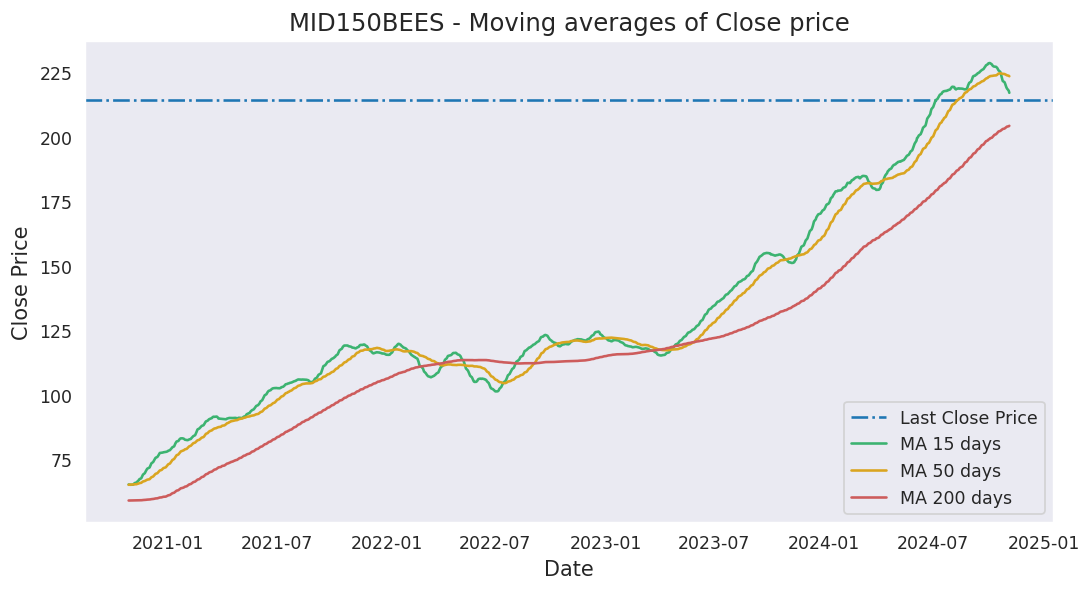 MID150BEES - Moving averages of Close price
Close Price
225
200
175
150
125
100
75
2021-01 2021-07 2022-01 2022-07 2023-01 2023-07 2024-01 2024-07 2025-01
Date
Last Close Price
MA 15 days
MA 50 days
MA 200 days